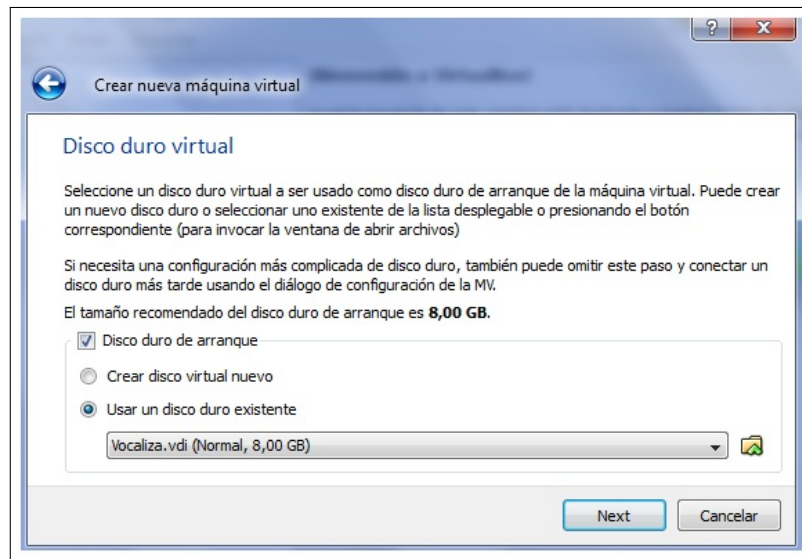 Crear nueva máquina virtual
Disco duro virtual
Seleccione un disco duro virtual a ser usado como disco duro de arranque de la máquina virtual. Puede crear
un nuevo disco duro o seleccionar uno existente de la lista desplegable o presionando el botón
correspondiente (para invocar la ventana de abrir archivos)
Si necesita una configuración más complicada de disco duro, también puede omitir este paso y conectar un
disco duro más tarde usando el diálogo de configuración de la MV.
El tamaño recomendado del disco duro de arranque es 8,00 GB.
Disco duro de arranque
Crear disco virtual nuevo
Usar un disco duro existente
Vocaliza.vdi (Normal, 8,00 GB)
Next Cancelar